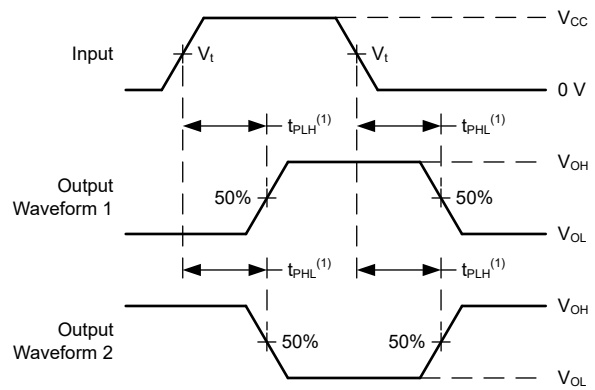 V_CC
Input
V_t
V_t
0 V
t_PLH^(1)
t_PHL^(1)
V_OH
Output
Waveform 1
50%
50%
V_OL
t_PHL^(1)
t_PLH^(1)
V_OH
Output
Waveform 2
50%
50%
V_OL